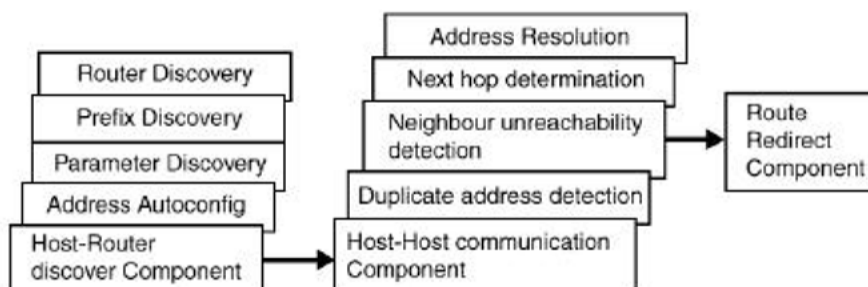 Router Discovery
Prefix Discovery
Parameter Discovery
Address Autoconfig
Host-Router
discover Component
Address Resolution
Next hop determination
Neighbour unreachability
detection
Duplicate address detection
Host-Host communication
Component
Route
Redirect
Component